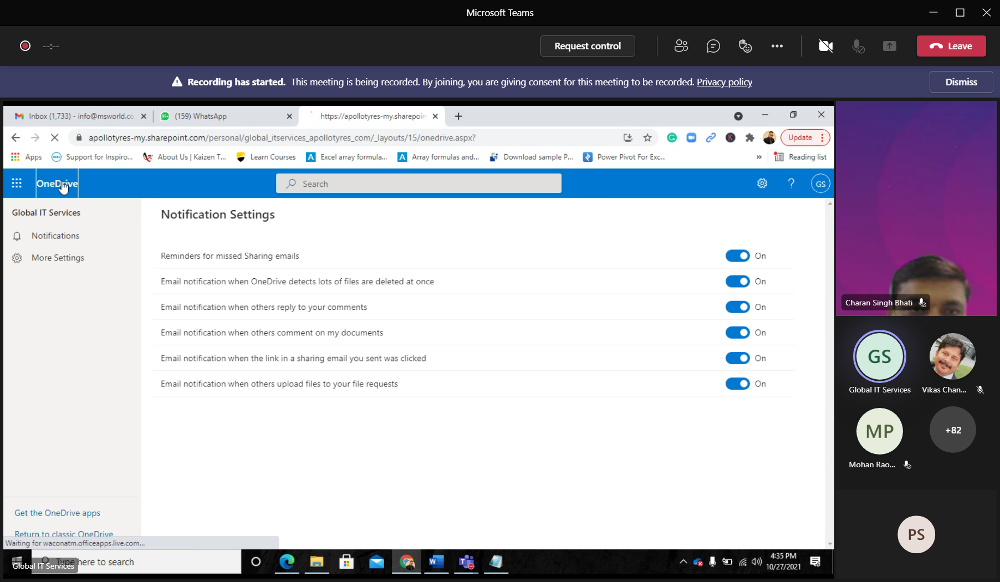 Microsoft Teams
--:--
Request control
Leave
Recording has started. This meeting is being recorded. By joining, you are giving consent for this meeting to be recorded. Privacy policy
Dismiss
Inbox (1,733) - info@msworld.co
(159) WhatsApp
https://apollotyres-my.sharepoin
apollotyres-my.sharepoint.com/personal/global_itservices_apollotyres_com/_layouts/15/onedrive.aspx?
Update
Apps
Support for Inspiro...
About Us | Kaizen T...
Learn Courses
Excel array formula...
Array formulas and...
Download sample P...
Power Pivot For Exc...
»
Reading list
OneDrive
Search
GS
Global IT Services
Notifications
More Settings
Notification Settings
Reminders for missed Sharing emails On
Email notification when OneDrive detects lots of files are deleted at once On
Email notification when others reply to your comments On
Email notification when others comment on my documents On
Email notification when the link in a sharing email you sent was clicked On
Email notification when others upload files to your file requests On
Get the OneDrive apps
Return to classic OneDrive
Waiting for waconatm.officeapps.live.com...
Type here to search
Global IT Services
4:35 PM
10/27/2021
Charan Singh Bhati
GS
Global IT Services
Vikas Chan...
MP
Mohan Rao...
+82
PS